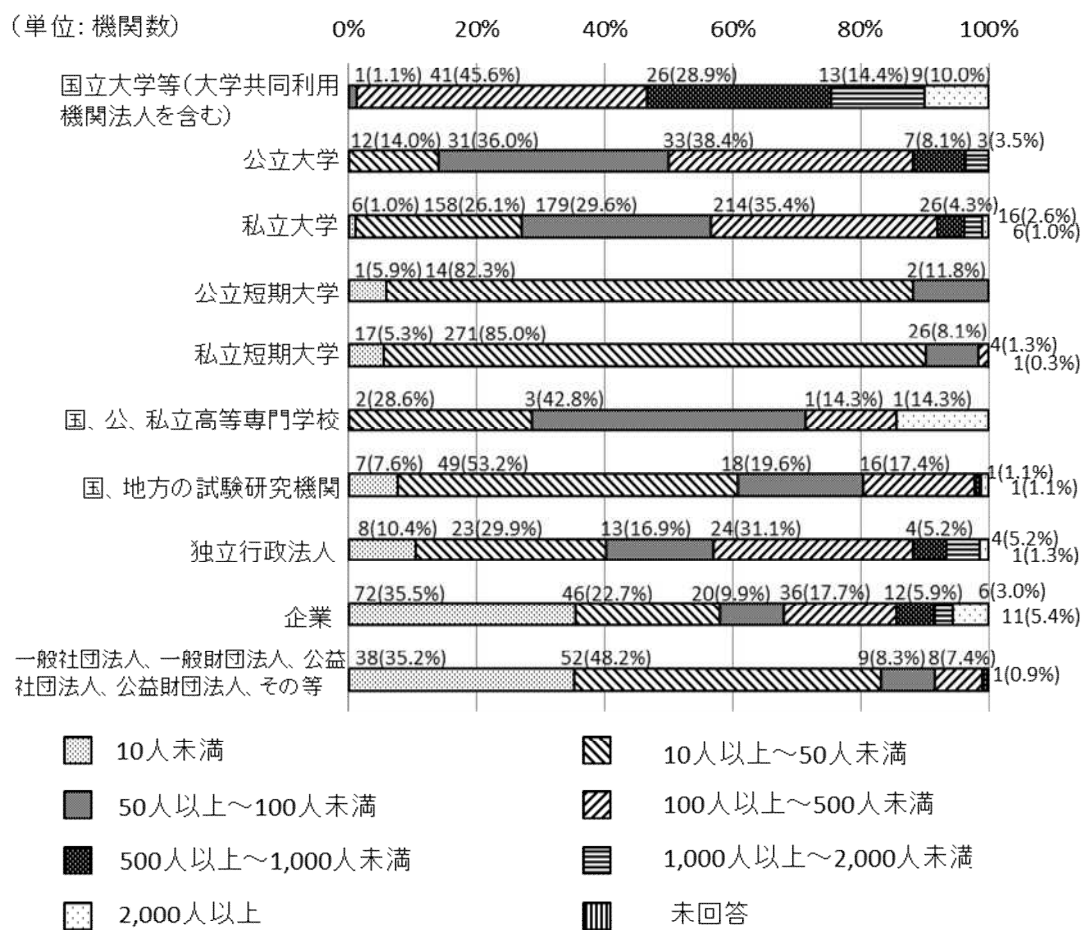 (単位: 機関数) 0% 20% 40% 60% 80% 100%
1(1.1%) 41(45.6%) 26(28.9%) 13(14.4%) 9(10.0%)
国立大学等(大学共同利用
機関法人を含む)
12(14.0%) 31(36.0%) 33(38.4%) 7(8.1%) 3(3.5%)
公立大学
6(1.0%) 158(26.1%) 179(29.6%) 214(35.4%) 26(4.3%) 16(2.6%)
私立大学 6(1.0%)
1(5.9%) 14(82.3%) 2(11.8%)
公立短期大学
17(5.3%) 271(85.0%) 26(8.1%) 4(1.3%)
私立短期大学 1(0.3%)
2(28.6%) 3(42.8%) 1(14.3%) 1(14.3%)
国、公、私立高等専門学校
7(7.6%) 49(53.2%) 18(19.6%) 16(17.4%) 1(1.1%)
国、地方の試験研究機関 1(1.1%)
8(10.4%) 23(29.9%) 13(16.9%) 24(31.1%) 4(5.2%) 4(5.2%)
独立行政法人 1(1.3%)
72(35.5%) 46(22.7%) 20(9.9%) 36(17.7%) 12(5.9%) 6(3.0%)
企業 11(5.4%)
一般社団法人、一般財団法人、公益 38(35.2%) 52(48.2%) 9(8.3%) 8(7.4%) 1(0.9%)
社団法人、公益財団法人、その等
10人未満 10人以上～50人未満
50人以上～100人未満 100人以上～500人未満
500人以上～1,000人未満 1,000人以上～2,000人未満
2,000人以上 未回答